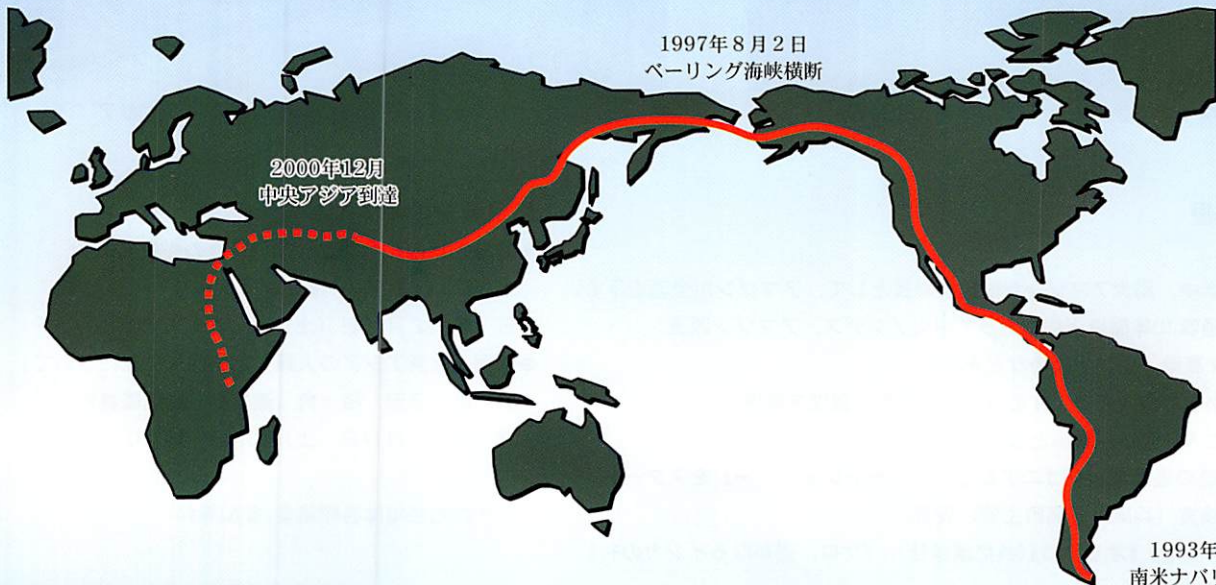 1997年8月2日
ベーリング海峡横断
2000年12月
中央アジア到達
1993年
南米ナバリ